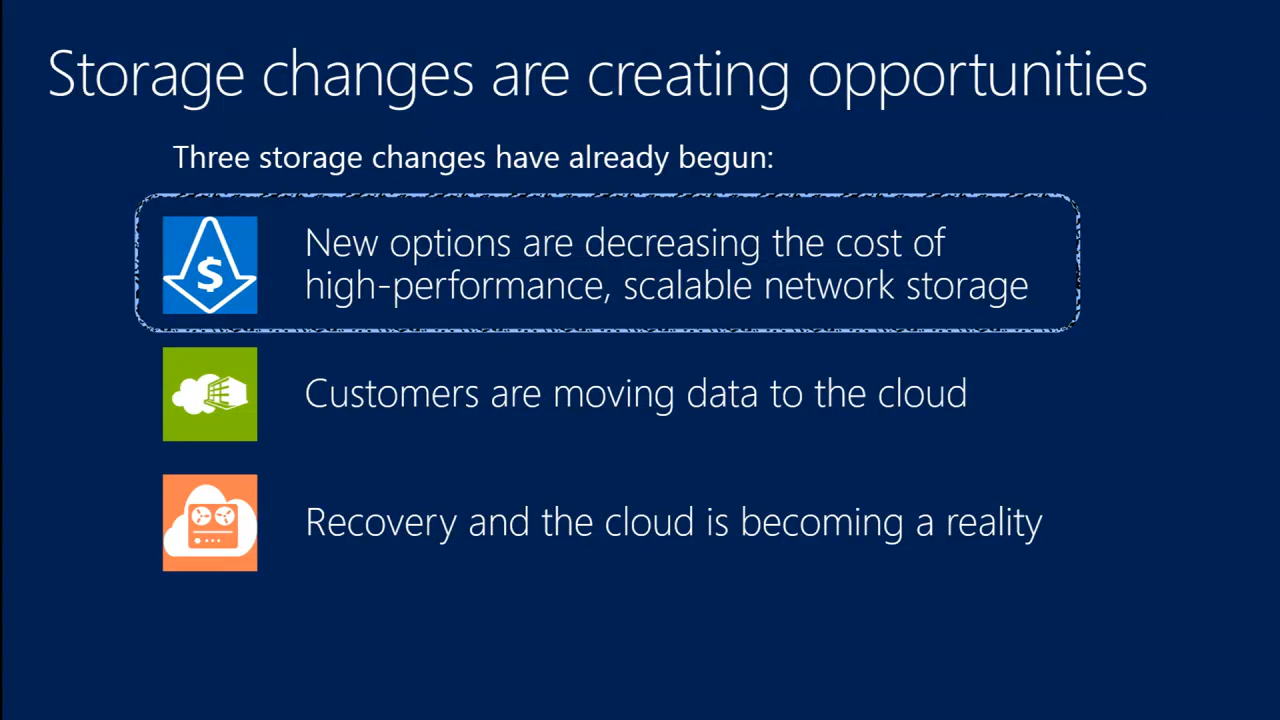 Storage changes are creating opportunities
Three storage changes have already begun:
$
New options are decreasing the cost of
high-performance, scalable network storage
Customers are moving data to the cloud
Recovery and the cloud is becoming a reality